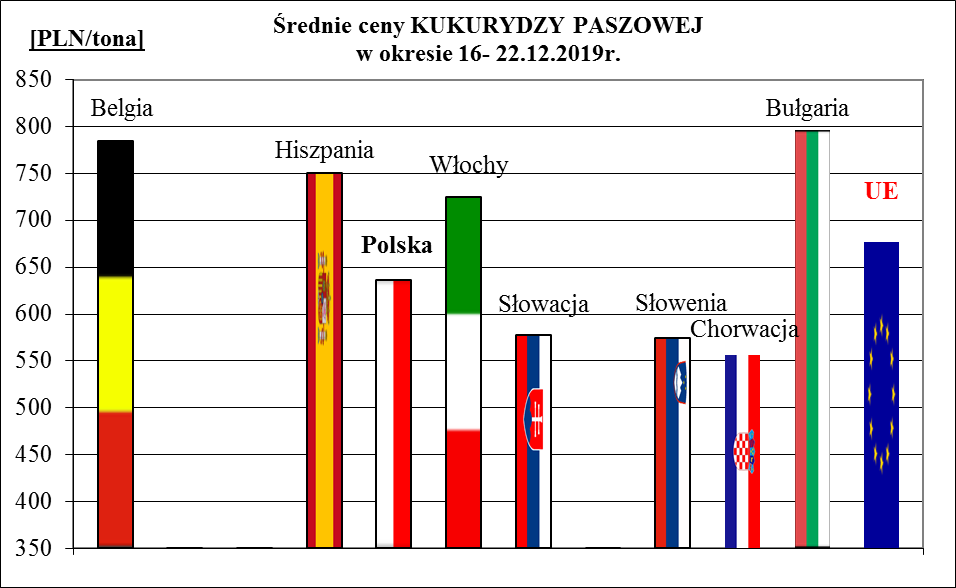 Średnie ceny KUKURYDZY PASZOWEJ
w okresie 16- 22.12.2019r.
[PLN/tona]
850
800
750
700
650
600
550
500
450
400
350
Belgia
Hiszpania
Polska
Włochy
Słowacja
Słowenia
Chorwacja
Bułgaria
UE